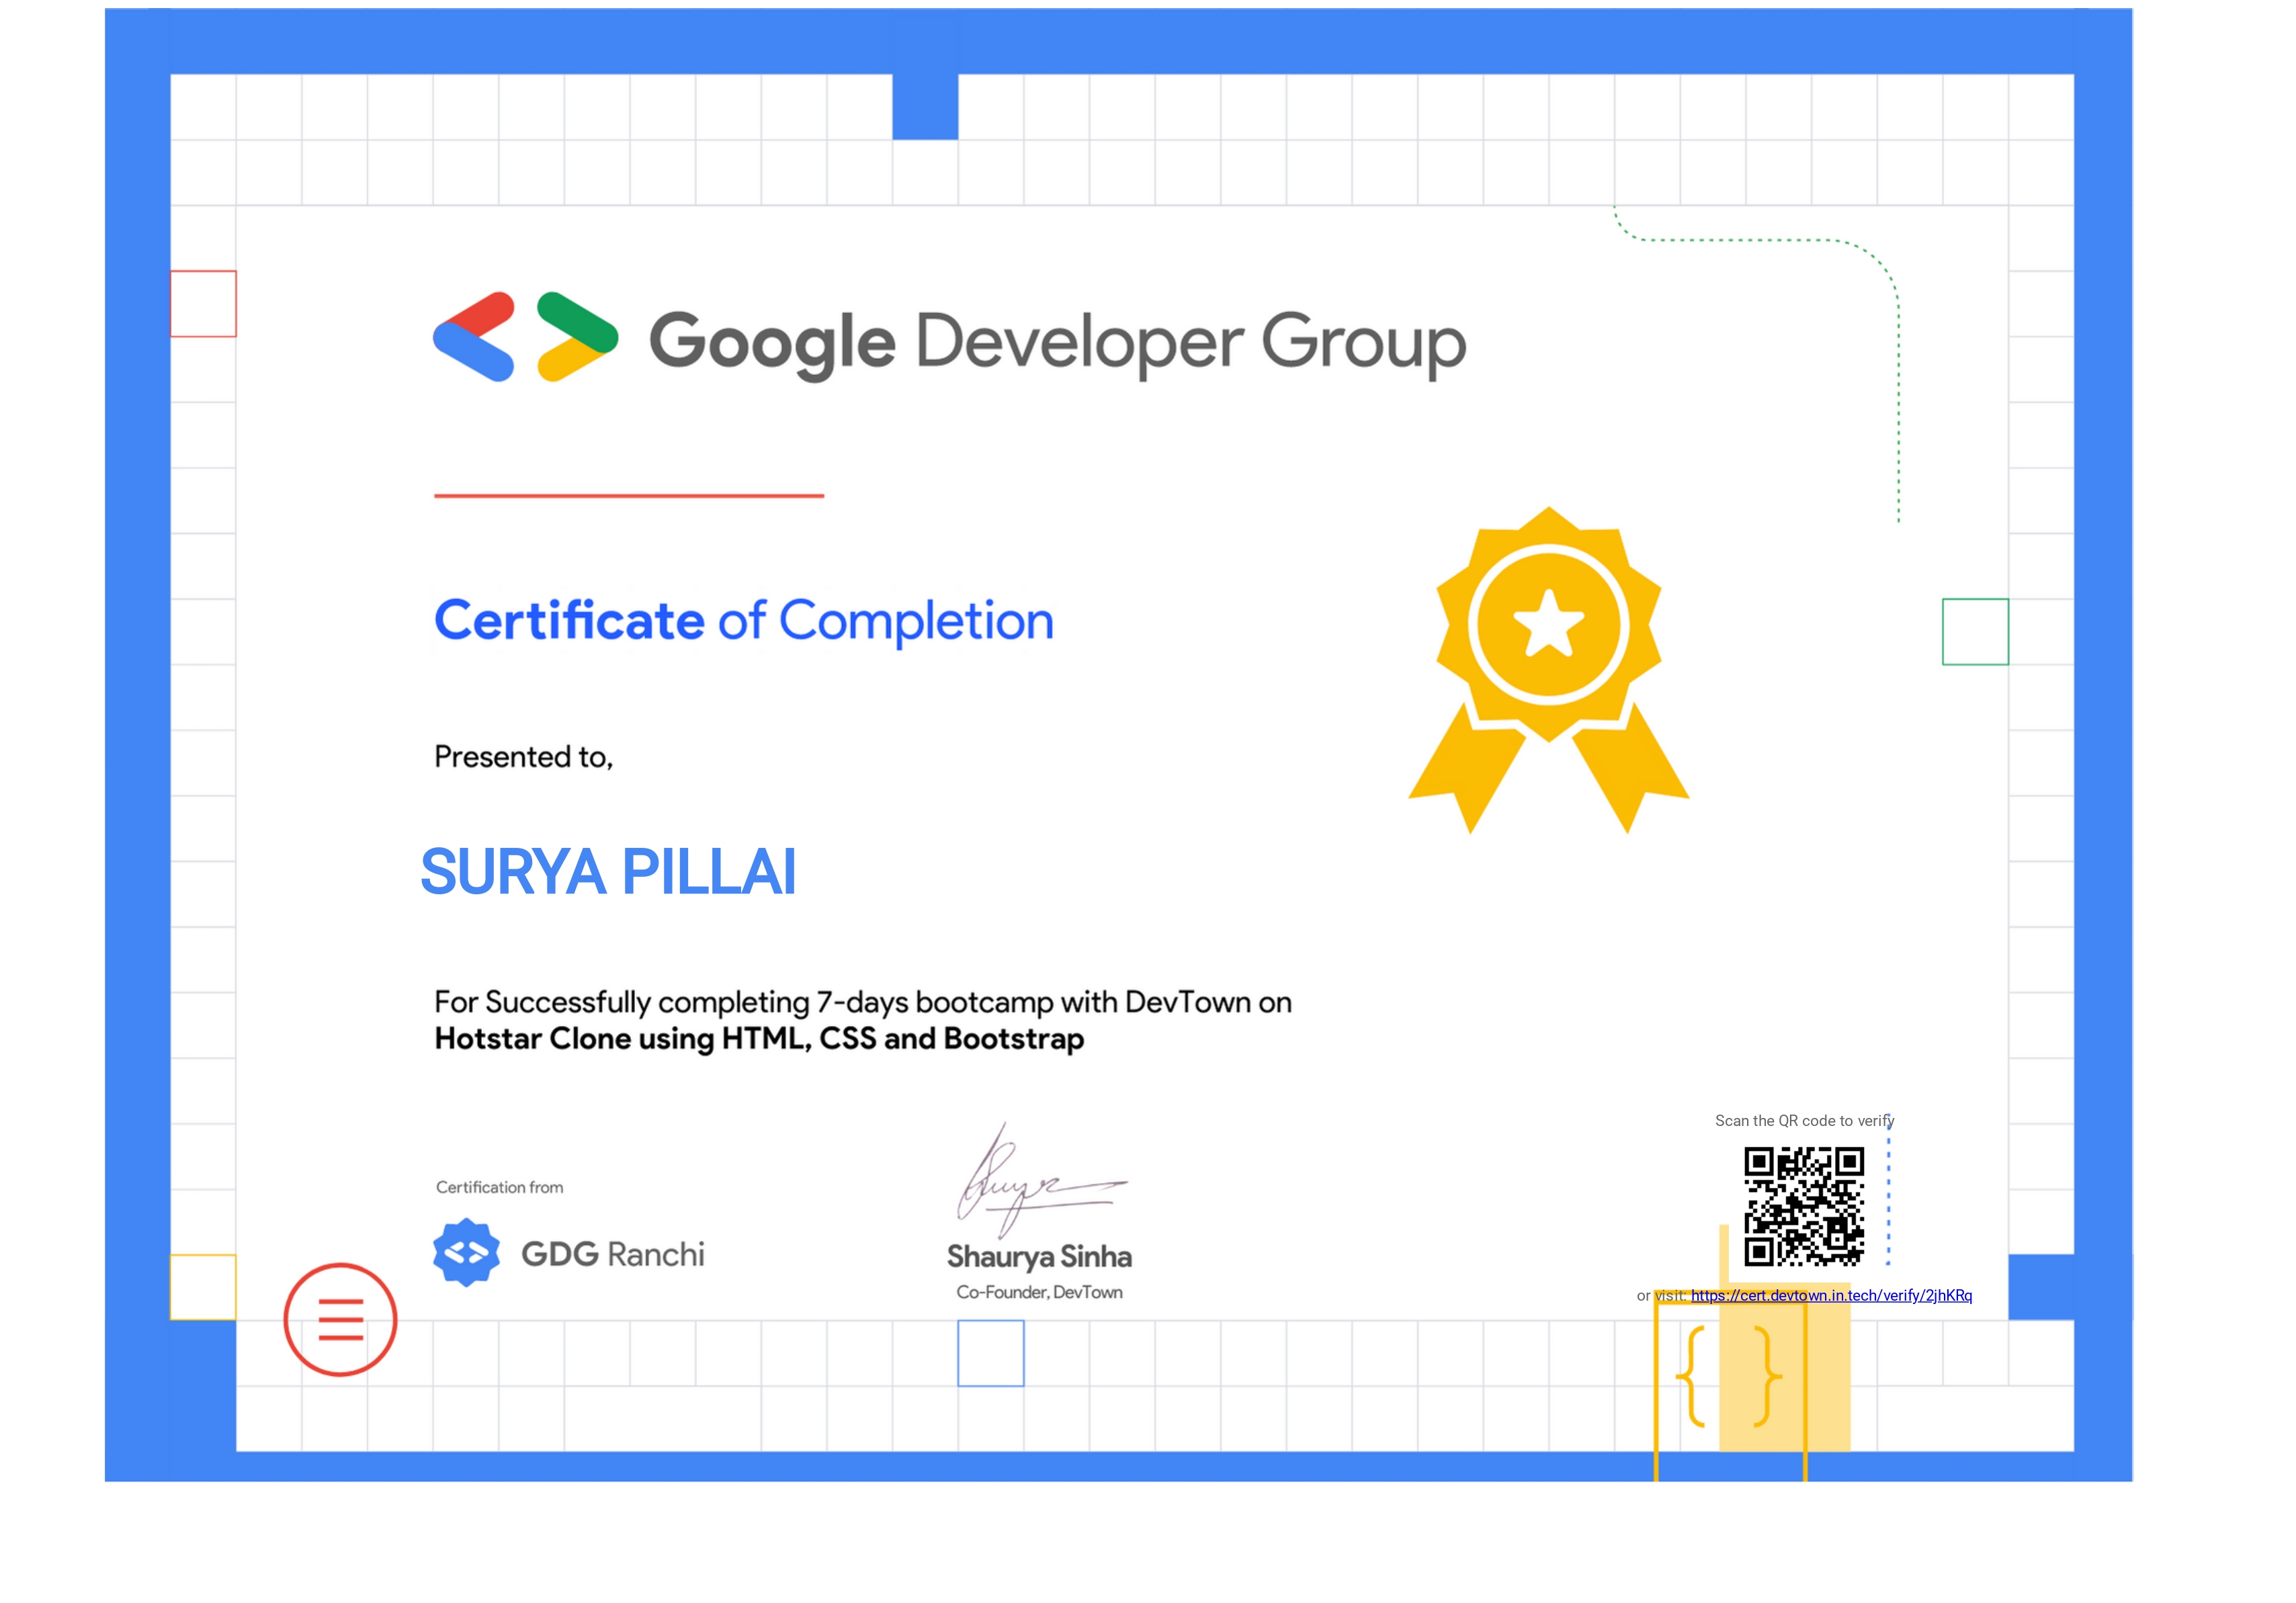 Google Developer Group
Certificate of Completion
Presented to,
SURYA PILLAI
For Successfully completing 7-days bootcamp with DevTown on
Hotstar Clone using HTML, CSS and Bootstrap
Certification from
GDG Ranchi
Shaurya Sinha
Co-Founder, DevTown
Scan the QR code to verify
or visit: https://cert.devtown.in.tech/verify/2jhKRq
{ }